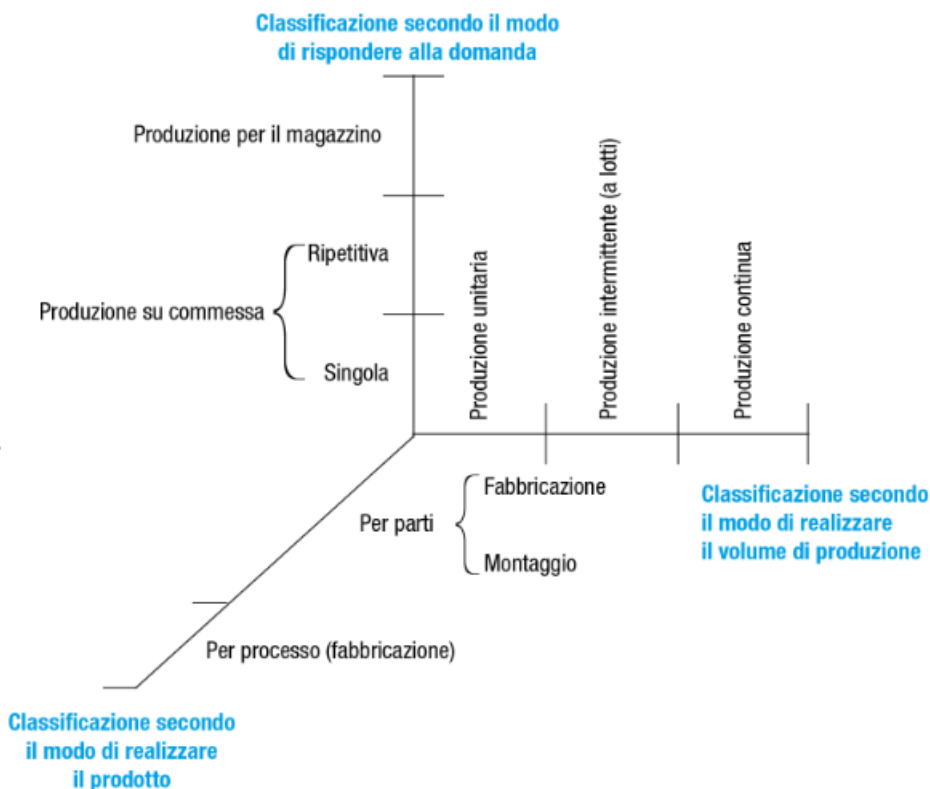 Classificazione secondo il modo
di rispondere alla domanda
Produzione per il magazzino
Ripetitiva
Produzione su commessa
Singola
Produzione unitaria
Produzione intermittente (a lotti)
Produzione continua
Per parti
Fabbricazione
Montaggio
Classificazione secondo
il modo di realizzare
il volume di produzione
Per processo (fabbricazione)
Classificazione secondo
il modo di realizzare
il prodotto